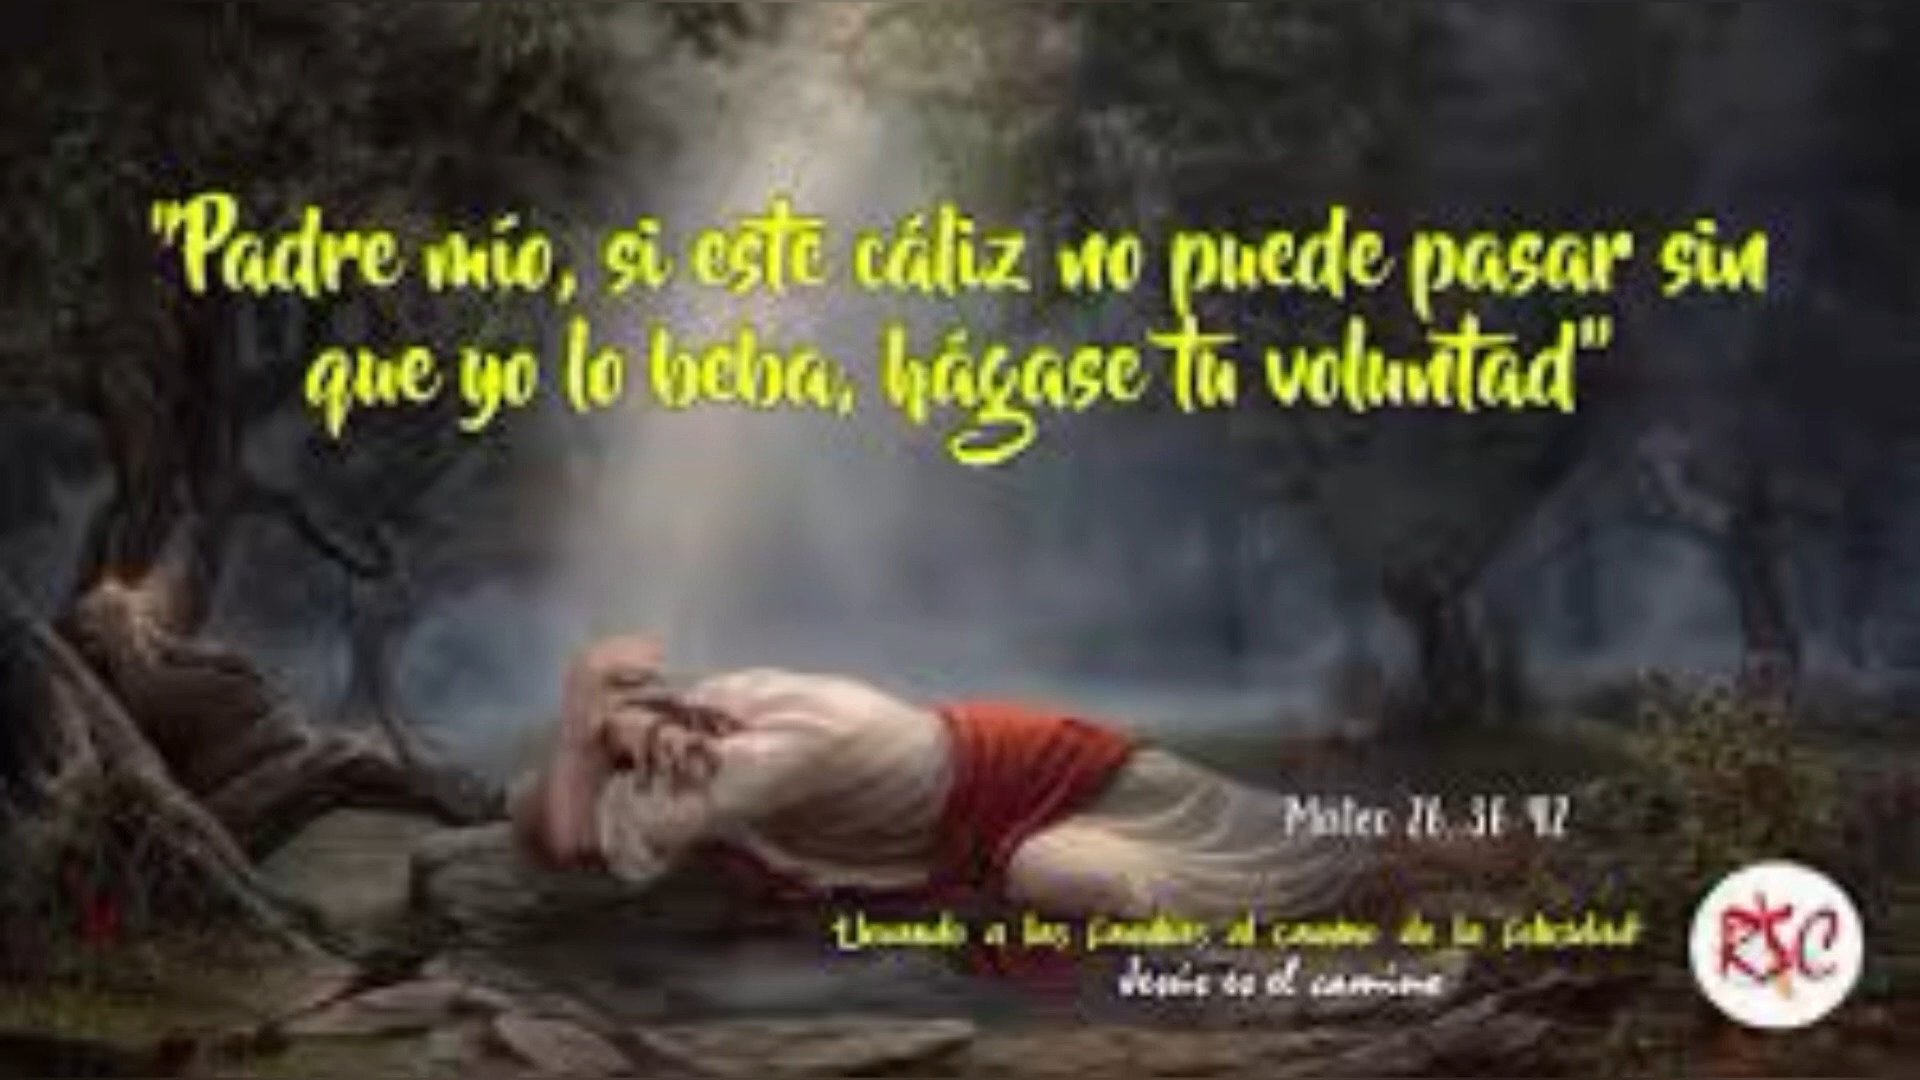 "Padre mío, si este cáliz no puede pasar sin
que yo lo beba, hágase tu voluntad"
Mateo 26, 36-42
Llevando a las familias al camino de la felicidad
Jesús es el camino
RSC